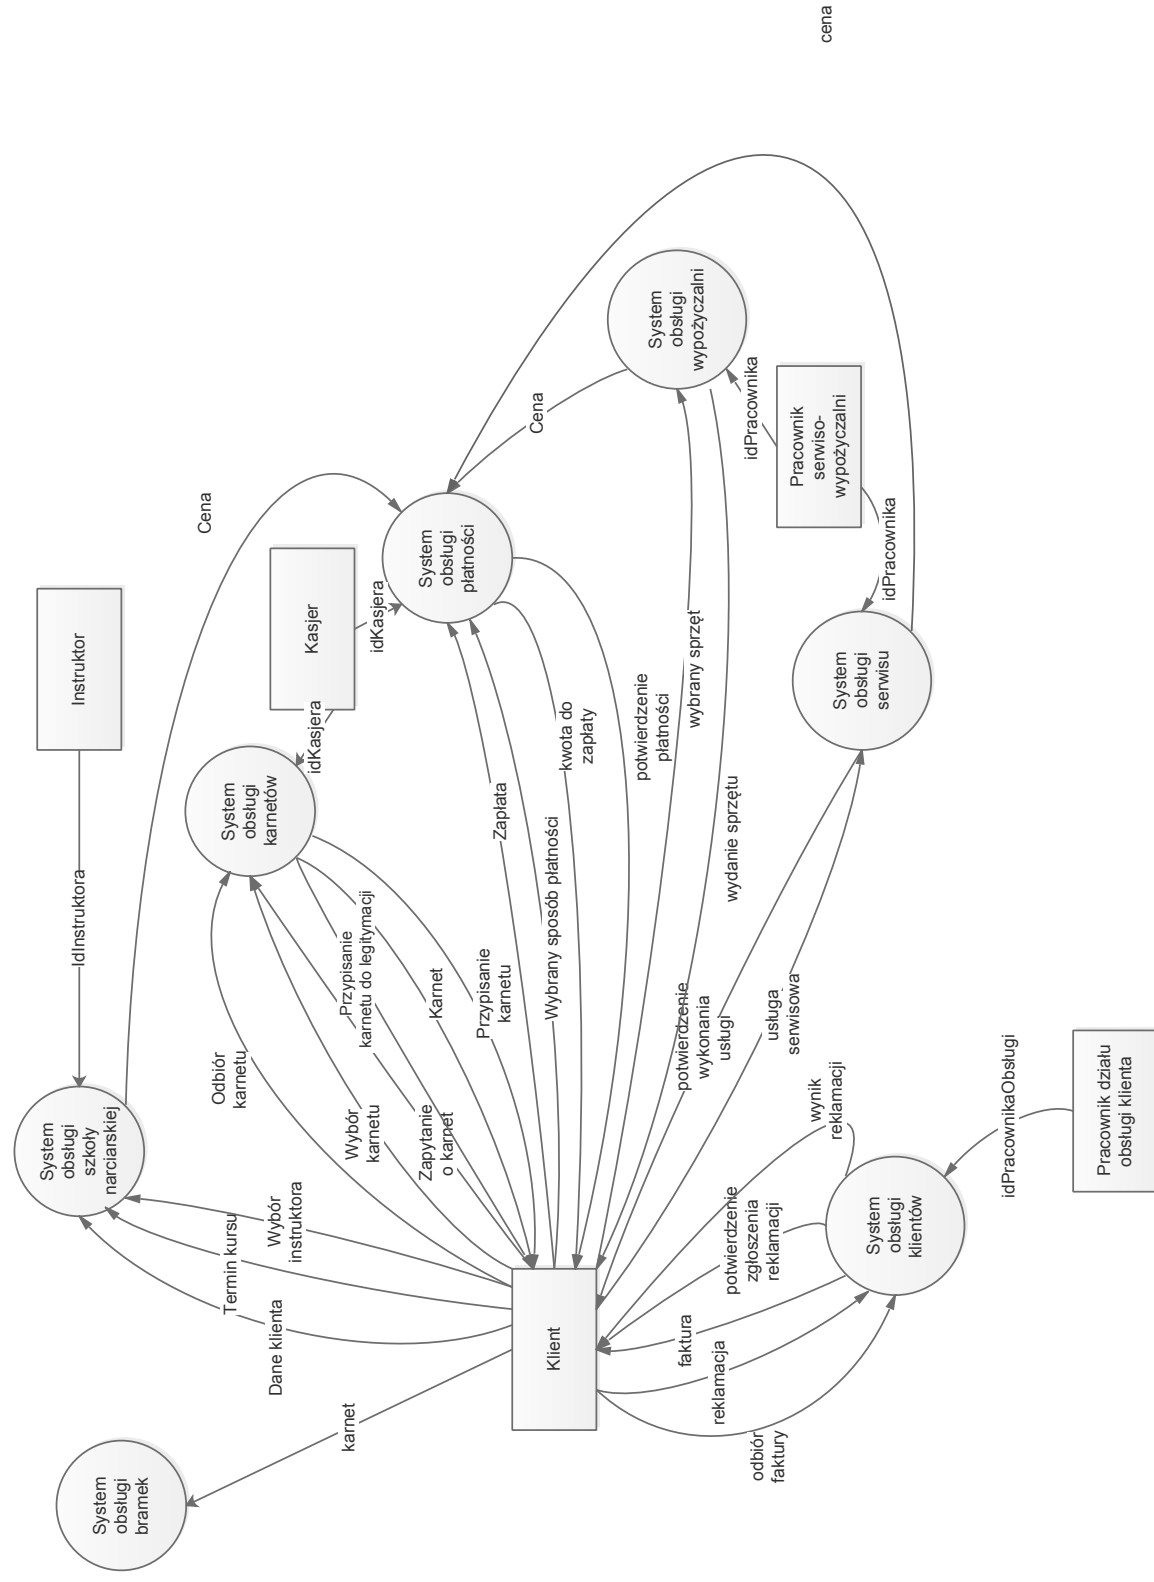 System
obsługi
bramek
karnet
System
obsługi
szkoły
narciarskiej
IdInstruktora
Instruktor
Dane klienta
Termin kursu
Wybór
instruktora
Cena
Odbiór
karnetu
Wybór
karnetu
Zapytanie
o karnet
Przypisanie
karnetu do legitymacji
Karnet
Przypisanie
karnetu
System
obsługi
karnetów
idKasjera
Kasjer
idKasjera
System
obsługi
płatności
Zapłata
Wybrany sposób płatności
kwota do
zapłaty
potwierdzenie
płatności
Cena
Klient
wybrany sprzęt
wydanie sprzętu
System
obsługi
wypożyczalni
idPracownika
Pracownik
serwiso-
wypożyczalni
idPracownika
cena
potwierdzenie
wykonania
usługi
usługa
serwisowa
System
obsługi
serwisu
faktura
reklamacja
odbiór
faktury
potwierdzenie
zgłoszenia
reklamacji
wynik
reklamacji
System
obsługi
klientów
idPracownikaObsługi
Pracownik działu
obsługi klienta